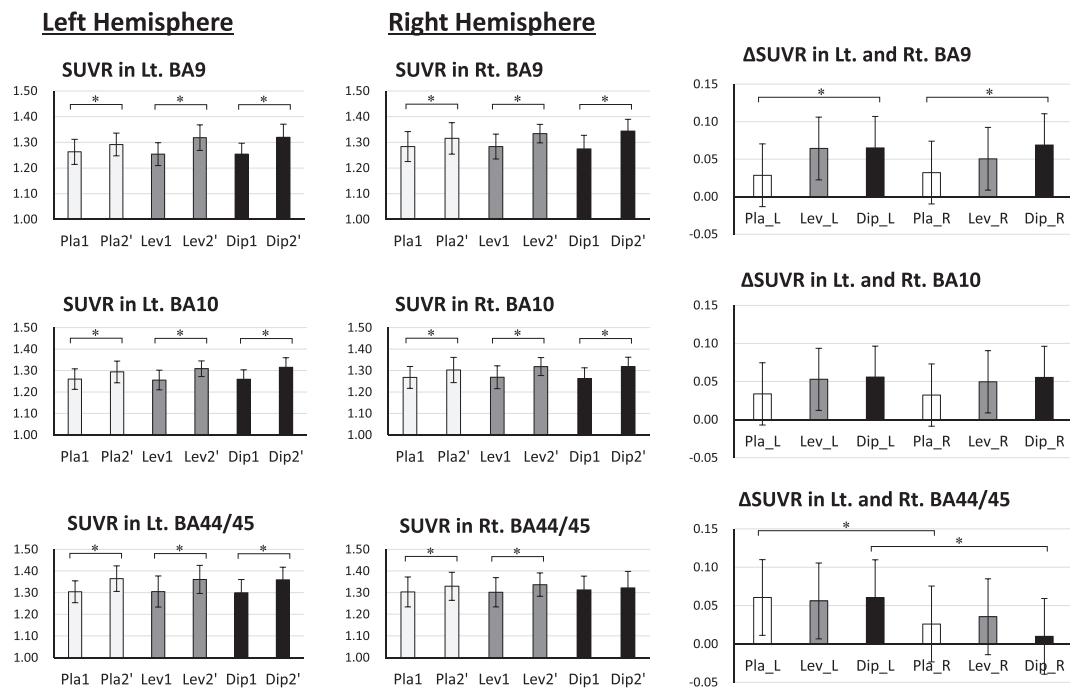 Left Hemisphere
Right Hemisphere
SUVR in Lt. BA9
SUVR in Rt. BA9
ΔSUVR in Lt. and Rt. BA9
1.50
1.40
1.30
1.20
1.10
1.00
* * *
Pla1 Pla2' Lev1 Lev2' Dip1 Dip2'
1.50
1.40
1.30
1.20
1.10
1.00
* * *
Pla1 Pla2' Lev1 Lev2' Dip1 Dip2'
0.15
0.10
0.05
0.00
-0.05
* *
Pla_L Lev_L Dip_L Pla_R Lev_R Dip_R
SUVR in Lt. BA10
SUVR in Rt. BA10
ΔSUVR in Lt. and Rt. BA10
1.50
1.40
1.30
1.20
1.10
1.00
* * *
Pla1 Pla2' Lev1 Lev2' Dip1 Dip2'
1.50
1.40
1.30
1.20
1.10
1.00
* * *
Pla1 Pla2' Lev1 Lev2' Dip1 Dip2'
0.15
0.10
0.05
0.00
-0.05
Pla_L Lev_L Dip_L Pla_R Lev_R Dip_R
SUVR in Lt. BA44/45
SUVR in Rt. BA44/45
ΔSUVR in Lt. and Rt. BA44/45
1.50
1.40
1.30
1.20
1.10
1.00
* * *
Pla1 Pla2' Lev1 Lev2' Dip1 Dip2'
1.50
1.40
1.30
1.20
1.10
1.00
* *
Pla1 Pla2' Lev1 Lev2' Dip1 Dip2'
0.15
0.10
0.05
0.00
-0.05
* *
Pla_L Lev_L Dip_L Pla_R Lev_R Dip_R